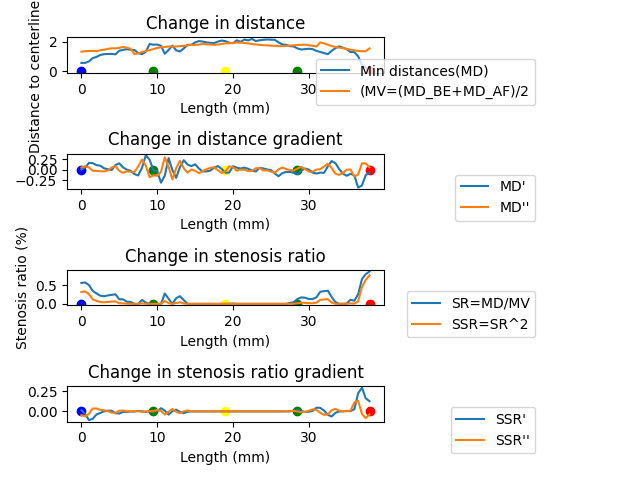 Change in distance
Distance to centerline
2
0
0
10
20
30
Length (mm)
Min distances(MD)
(MV=(MD_BE+MD_AF)/2
Change in distance gradient
0.25
0.00
−0.25
0
10
20
30
Length (mm)
MD'
MD''
Change in stenosis ratio
Stenosis ratio (%)
0.5
0.0
0
10
20
30
Length (mm)
SR=MD/MV
SSR=SR^2
Change in stenosis ratio gradient
0.25
0.00
0
10
20
30
Length (mm)
SSR'
SSR''